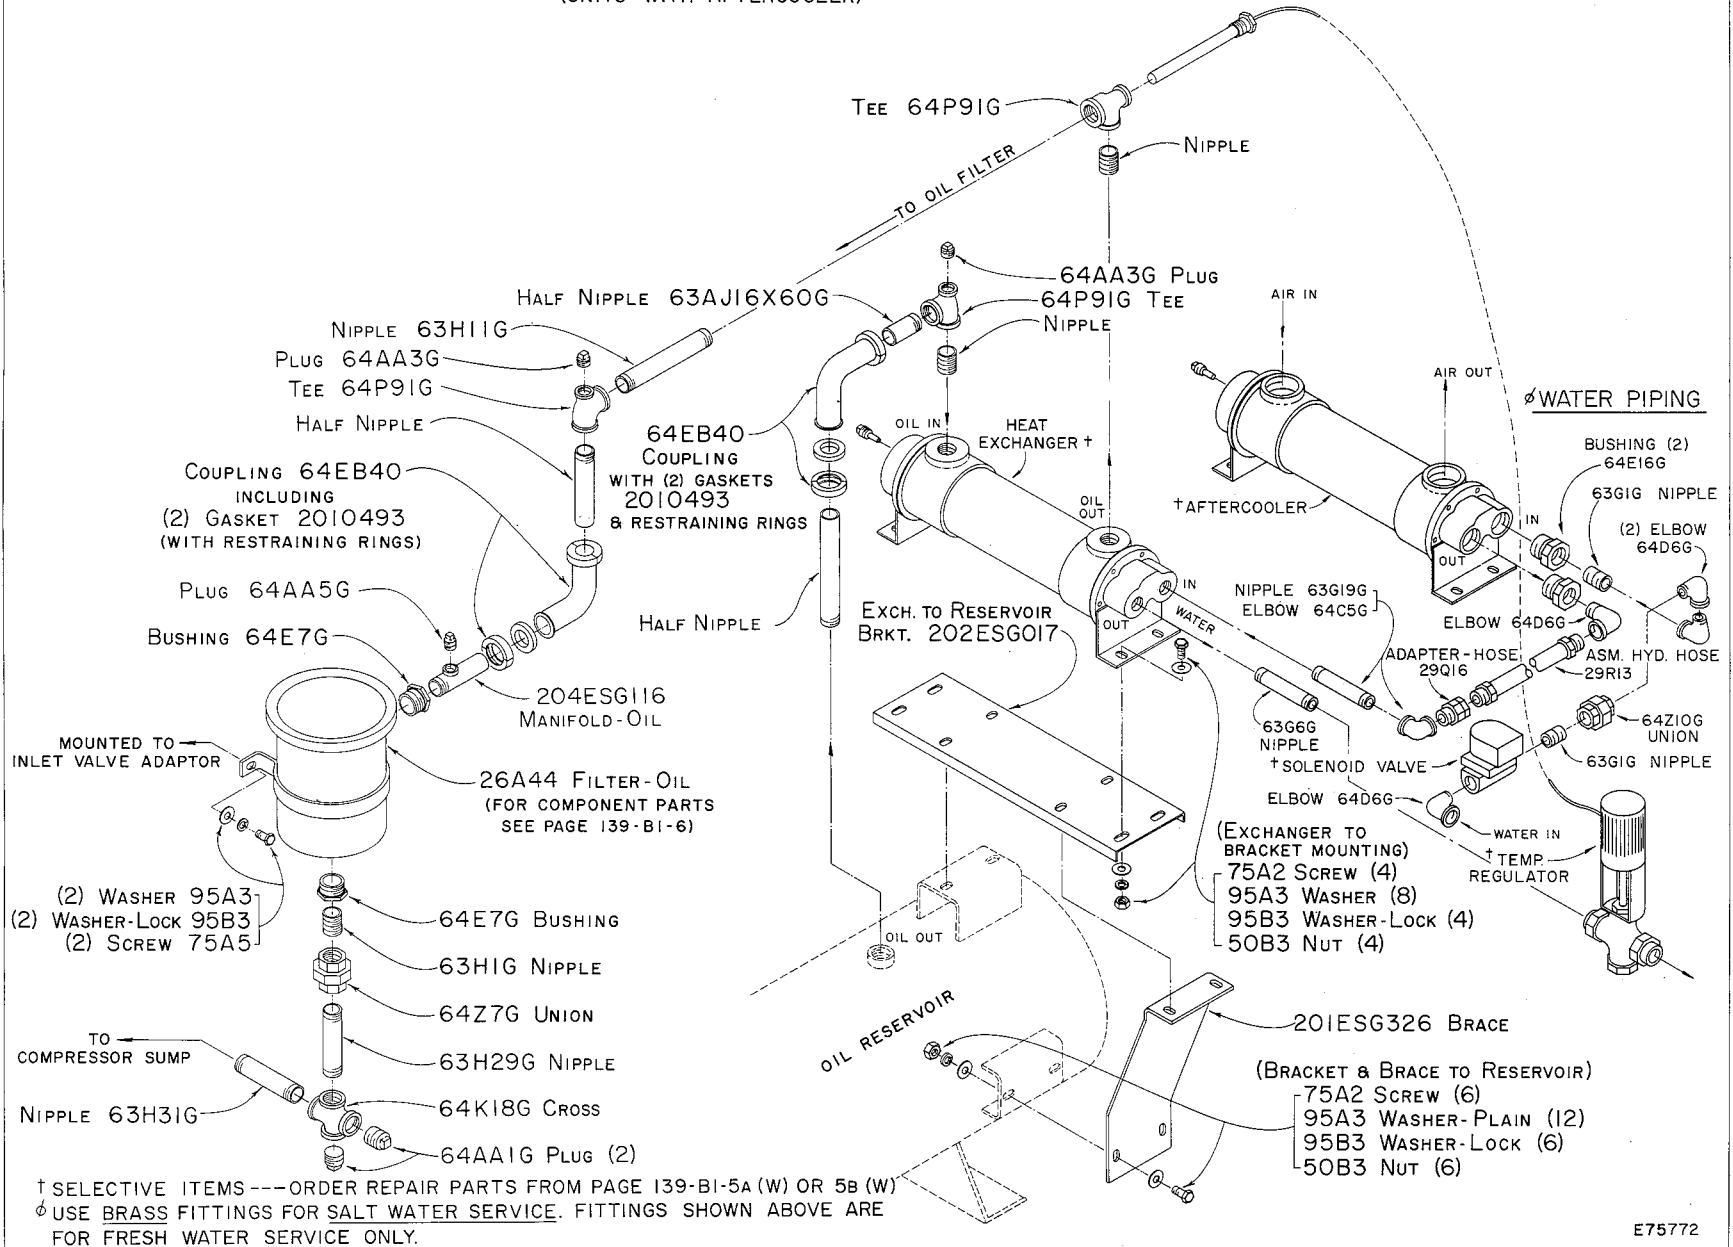 (UNITS WITH AFTERCOOLER)
TEE 64P91G
NIPPLE
TO OIL FILTER
64AA3G PLUG
64P91G TEE
NIPPLE
HALF NIPPLE 63AJ16X60G
NIPPLE 63H11G
PLUG 64AA3G
TEE 64P91G
HALF NIPPLE
COUPLING 64EB40
INCLUDING
(2) GASKET 2010493
(WITH RESTRAINING RINGS)
PLUG 64AA5G
BUSHING 64E7G
204ESG116
MANIFOLD-OIL
MOUNTED TO
INLET VALVE ADAPTOR
26A44 FILTER-OIL
(FOR COMPONENT PARTS
SEE PAGE 139-B1-6)
(2) WASHER 95A3
(2) WASHER-LOCK 95B3
(2) SCREW 75A5
64E7G BUSHING
63H1G NIPPLE
64Z7G UNION
63H29G NIPPLE
TO
COMPRESSOR SUMP
NIPPLE 63H31G
64K18G CROSS
64AA1G PLUG (2)
64EB40
COUPLING
WITH (2) GASKETS
2010493
& RESTRAINING RINGS
HALF NIPPLE
OIL IN
HEAT
EXCHANGER †
OIL
OUT
IN
OUT
WATER
EXCH. TO RESERVOIR
BRKT. 202ESG017
AIR IN
AIR OUT
† AFTERCOOLER
IN
OUT
ϕ WATER PIPING
BUSHING (2)
64E16G
63G1G NIPPLE
(2) ELBOW
64D6G
NIPPLE 63G19G
ELBOW 64C5G
ELBOW 64D6G
ADAPTER-HOSE
29Q16
ASM. HYD. HOSE
29R13
64Z10G
UNION
63G1G NIPPLE
63G6G
NIPPLE
† SOLENOID VALVE
ELBOW 64D6G
WATER IN
† TEMP.
REGULATOR
(EXCHANGER TO
BRACKET MOUNTING)
75A2 SCREW (4)
95A3 WASHER (8)
95B3 WASHER-LOCK (4)
50B3 NUT (4)
OIL OUT
OIL RESERVOIR
201ESG326 BRACE
(BRACKET & BRACE TO RESERVOIR)
75A2 SCREW (6)
95A3 WASHER-PLAIN (12)
95B3 WASHER-LOCK (6)
50B3 NUT (6)
† SELECTIVE ITEMS---ORDER REPAIR PARTS FROM PAGE 139-B1-5A (W) OR 5B (W)
ϕ USE BRASS FITTINGS FOR SALT WATER SERVICE. FITTINGS SHOWN ABOVE ARE
FOR FRESH WATER SERVICE ONLY.
E75772